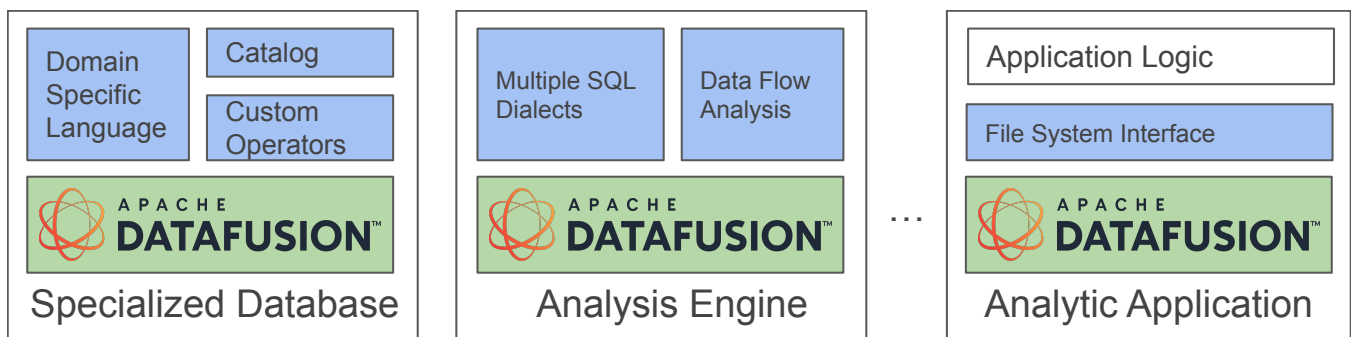 Domain
Specific
Language
Catalog
Custom
Operators
APACHE
DATAFUSION™
Specialized Database
Multiple SQL
Dialects
Data Flow
Analysis
APACHE
DATAFUSION™
Analysis Engine
...
Application Logic
File System Interface
APACHE
DATAFUSION™
Analytic Application